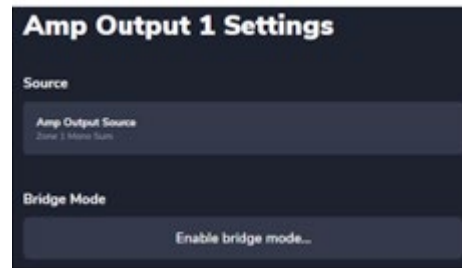 Amp Output 1 Settings
Source
Amp Output Source
Zone 1 Mono Sum
Bridge Mode
Enable bridge mode...